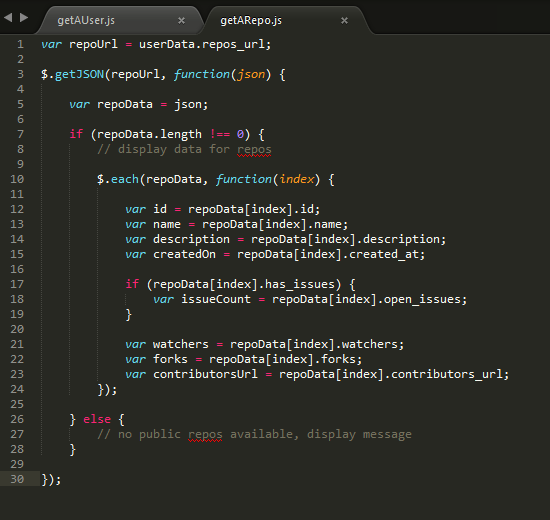 getAUser.js × getARepo.js ×
1 var repoUrl = userData.repos_url;
2
3 $.getJSON(repoUrl, function(json) {
4
5 var repoData = json;
6
7 if (repoData.length !== 0) {
8 // display data for repos
9
10 $.each(repoData, function(index) {
11
12 var id = repoData[index].id;
13 var name = repoData[index].name;
14 var description = repoData[index].description;
15 var createdOn = repoData[index].created_at;
16
17 if (repoData[index].has_issues) {
18 var issueCount = repoData[index].open_issues;
19 }
20
21 var watchers = repoData[index].watchers;
22 var forks = repoData[index].forks;
23 var contributorsUrl = repoData[index].contributors_url;
24 });
25
26 } else {
27 // no public repos available, display message
28 }
29
30 });